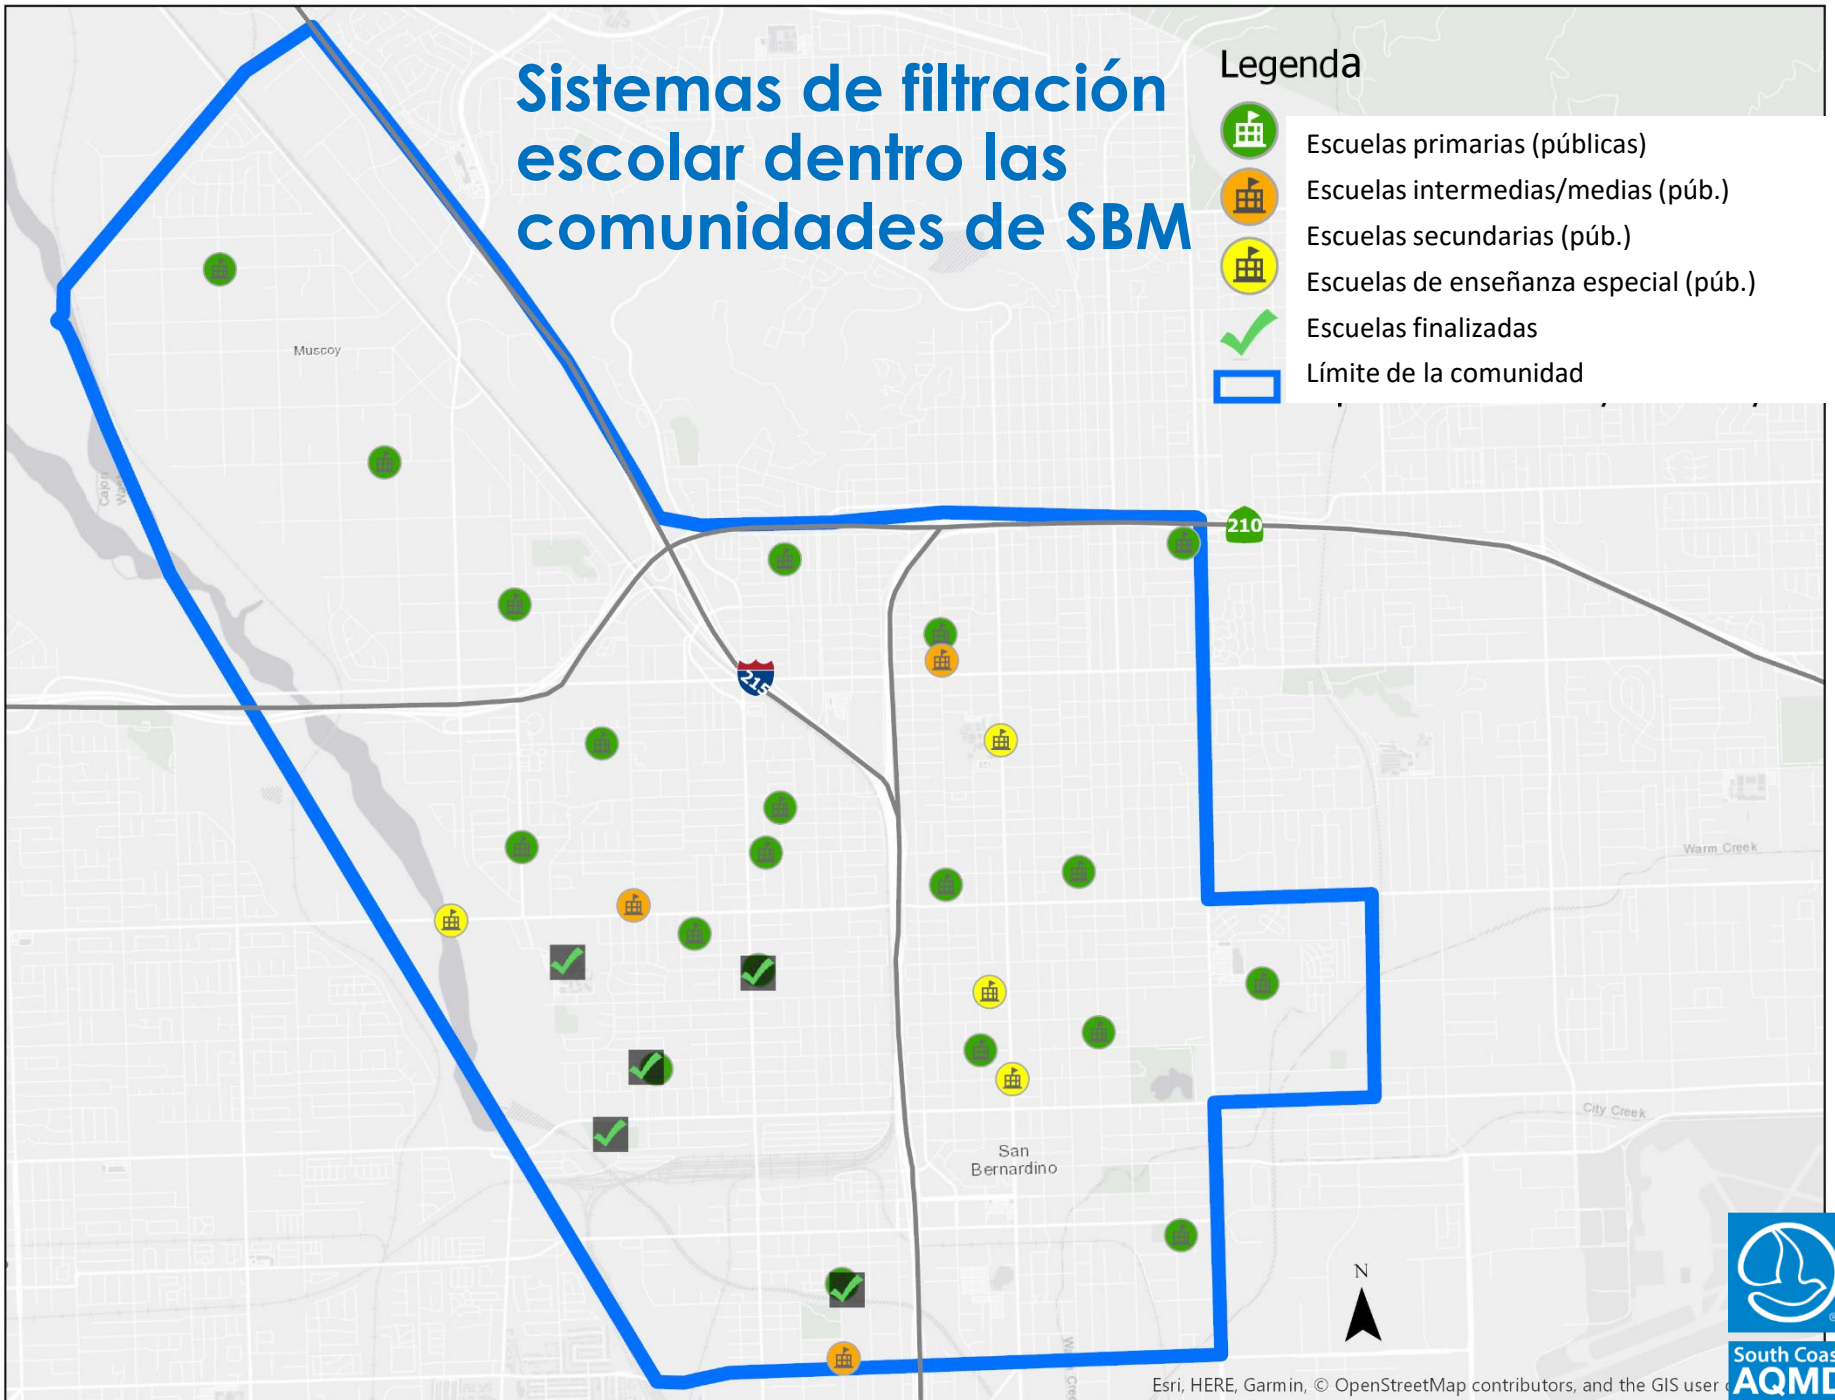 Sistemas de filtración
escolar dentro las
comunidades de SBM
Legenda
Escuelas primarias (públicas)
Escuelas intermedias/medias (púb.)
Escuelas secundarias (púb.)
Escuelas de enseñanza especial (púb.)
Escuelas finalizadas
Límite de la comunidad
Muscoy
Cajon
210
215
Warm Creek
City Creek
San
Bernardino
N
Esri, HERE, Garmin, © OpenStreetMap contributors, and the GIS user
South Coas
AQMD